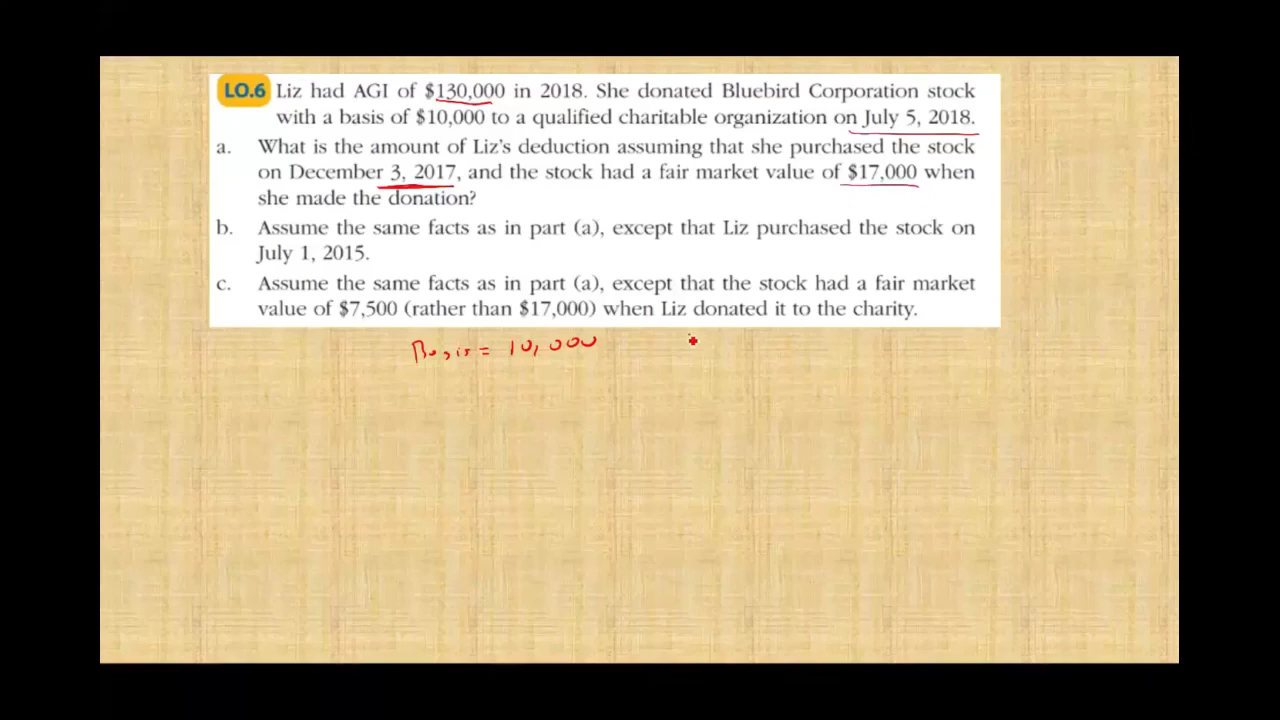 LO.6 Liz had AGI of $130,000 in 2018. She donated Bluebird Corporation stock
with a basis of $10,000 to a qualified charitable organization on July 5, 2018.
a. What is the amount of Liz's deduction assuming that she purchased the stock
on December 3, 2017, and the stock had a fair market value of $17,000 when
she made the donation?
b. Assume the same facts as in part (a), except that Liz purchased the stock on
July 1, 2015.
c. Assume the same facts as in part (a), except that the stock had a fair market
value of $7,500 (rather than $17,000) when Liz donated it to the charity.
Basis = 10,000